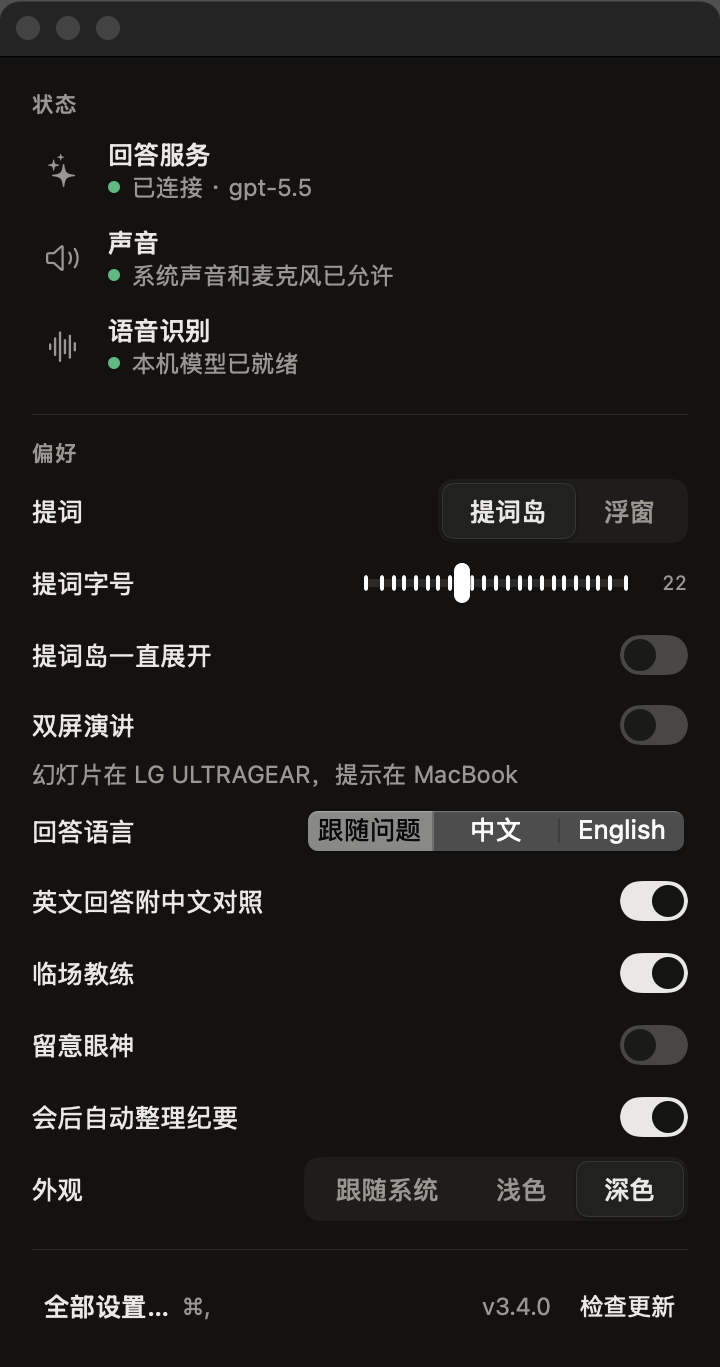 状态
回答服务
已连接 · gpt-5.5
声音
系统声音和麦克风已允许
语音识别
本机模型已就绪
偏好
提词 提词岛 浮窗
提词字号 22
提词岛一直展开
双屏演讲
幻灯片在 LG ULTRAGEAR，提示在 MacBook
回答语言 跟随问题 中文 English
英文回答附中文对照
临场教练
留意眼神
会后自动整理纪要
外观 跟随系统 浅色 深色
全部设置... ⌘, v3.4.0 检查更新